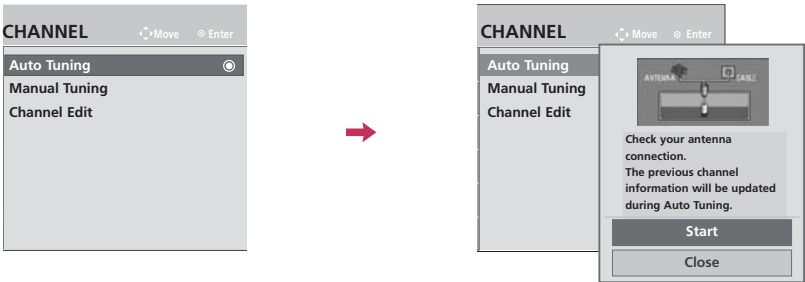 CHANNEL Move Enter
Auto Tuning
Manual Tuning
Channel Edit
CHANNEL Move Enter
Auto Tuning
Manual Tuning
Channel Edit
ANTENNA CABLE
Check your antenna
connection.
The previous channel
information will be updated
during Auto Tuning.
Start
Close